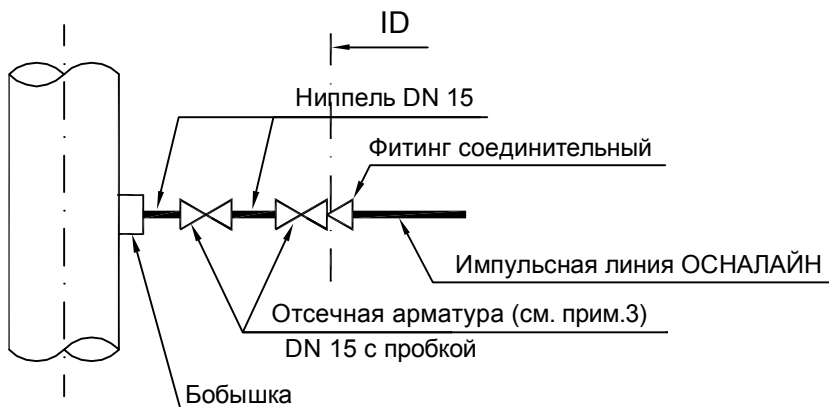 ID
Ниппель DN 15
Фитинг соединительный
Импульсная линия ОСНАЛАЙН
Отсечная арматура (см. прим.3)
DN 15 с пробкой
Бобышка